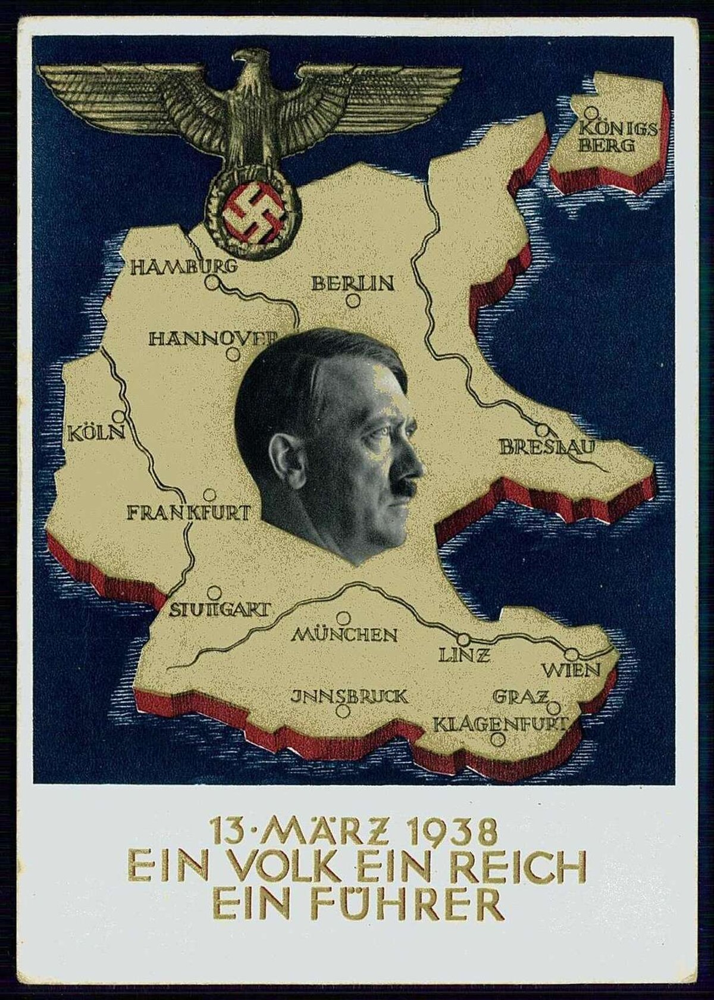 KÖNIGS-
BERG
HAMBURG
BERLIN
HANNOVER
KÖLN
BRESLAU
FRANKFURT
STUTTGART
MÜNCHEN
LINZ
WIEN
JNNSBRUCK
GRAZ
KLAGENFURT
13·MÄRZ 1938
EIN VOLK EIN REICH
EIN FÜHRER